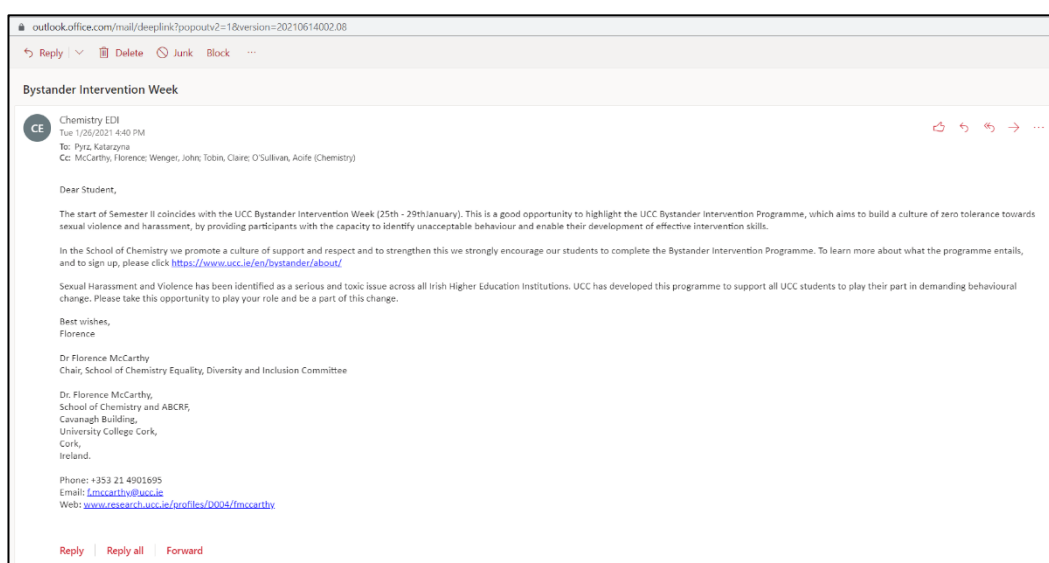 outlook.office.com/mail/deeplink?popoutv2=1&version=20210614002.08
Reply Delete Junk Block ...
Bystander Intervention Week
CE
Chemistry EDI
Tue 1/26/2021 4:40 PM
To: Pyrz, Katarzyna
Cc: McCarthy, Florence; Wenger, John; Tobin, Claire; O'Sullivan, Aoife (Chemistry)
Dear Student,
The start of Semester II coincides with the UCC Bystander Intervention Week (25th - 29thJanuary). This is a good opportunity to highlight the UCC Bystander Intervention Programme, which aims to build a culture of zero tolerance towards
sexual violence and harassment, by providing participants with the capacity to identify unacceptable behaviour and enable their development of effective intervention skills.
In the School of Chemistry we promote a culture of support and respect and to strengthen this we strongly encourage our students to complete the Bystander Intervention Programme. To learn more about what the programme entails,
and to sign up, please click https://www.ucc.ie/en/bystander/about/
Sexual Harassment and Violence has been identified as a serious and toxic issue across all Irish Higher Education Institutions. UCC has developed this programme to support all UCC students to play their part in demanding behavioural
change. Please take this opportunity to play your role and be a part of this change.
Best wishes,
Florence
Dr Florence McCarthy
Chair, School of Chemistry Equality, Diversity and Inclusion Committee
Dr. Florence McCarthy,
School of Chemistry and ABCRF,
Cavanagh Building,
University College Cork,
Cork,
Ireland.
Phone: +353 21 4901695
Email: f.mccarthy@ucc.ie
Web: www.research.ucc.ie/profiles/D004/fmccarthy
Reply Reply all Forward